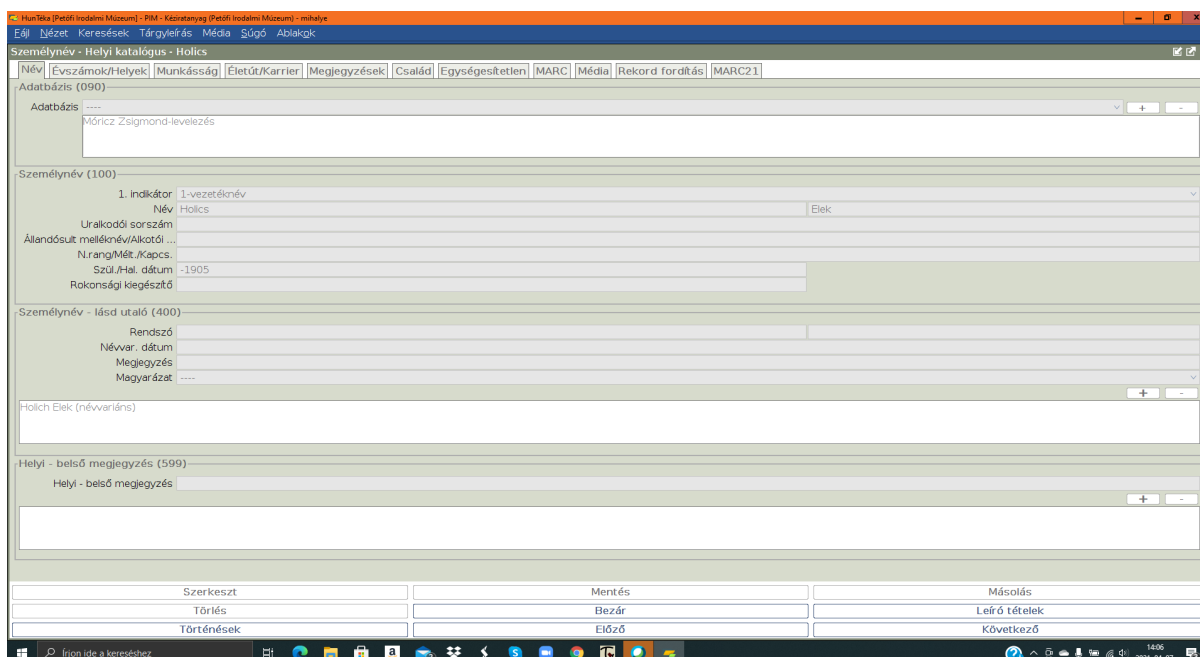 HunTéka [Petőfi Irodalmi Múzeum] - PIM - Kéziratanyag (Petőfi Irodalmi Múzeum) - mihalye
Fájl Nézet Keresések Tárgyleírás Média Súgó Ablakok
Személynév - Helyi katalógus - Holics
Név Évszámok/Helyek Munkásság Életút/Karrier Megjegyzések Család Egységesítetlen MARC Média Rekord fordítás MARC21
Adatbázis (090)
Adatbázis ---- + -
Móricz Zsigmond-levelezés
Személynév (100)
1. indikátor 1-vezetéknév
Név Holics Elek
Uralkodói sorszám
Állandósult melléknév/Alkotói ...
N.rang/Mélt./Kapcs.
Szül./Hal. dátum -1905
Rokonsági kiegészítő
Személynév - lásd utaló (400)
Rendszó
Névvar. dátum
Megjegyzés
Magyarázat ----
+ -
Holich Elek (névvariáns)
Helyi - belső megjegyzés (599)
Helyi - belső megjegyzés
+ -
Szerkeszt Mentés Másolás
Törlés Bezár Leíró tételek
Történések Előző Következő
Írjon ide a kereséshez 14:06